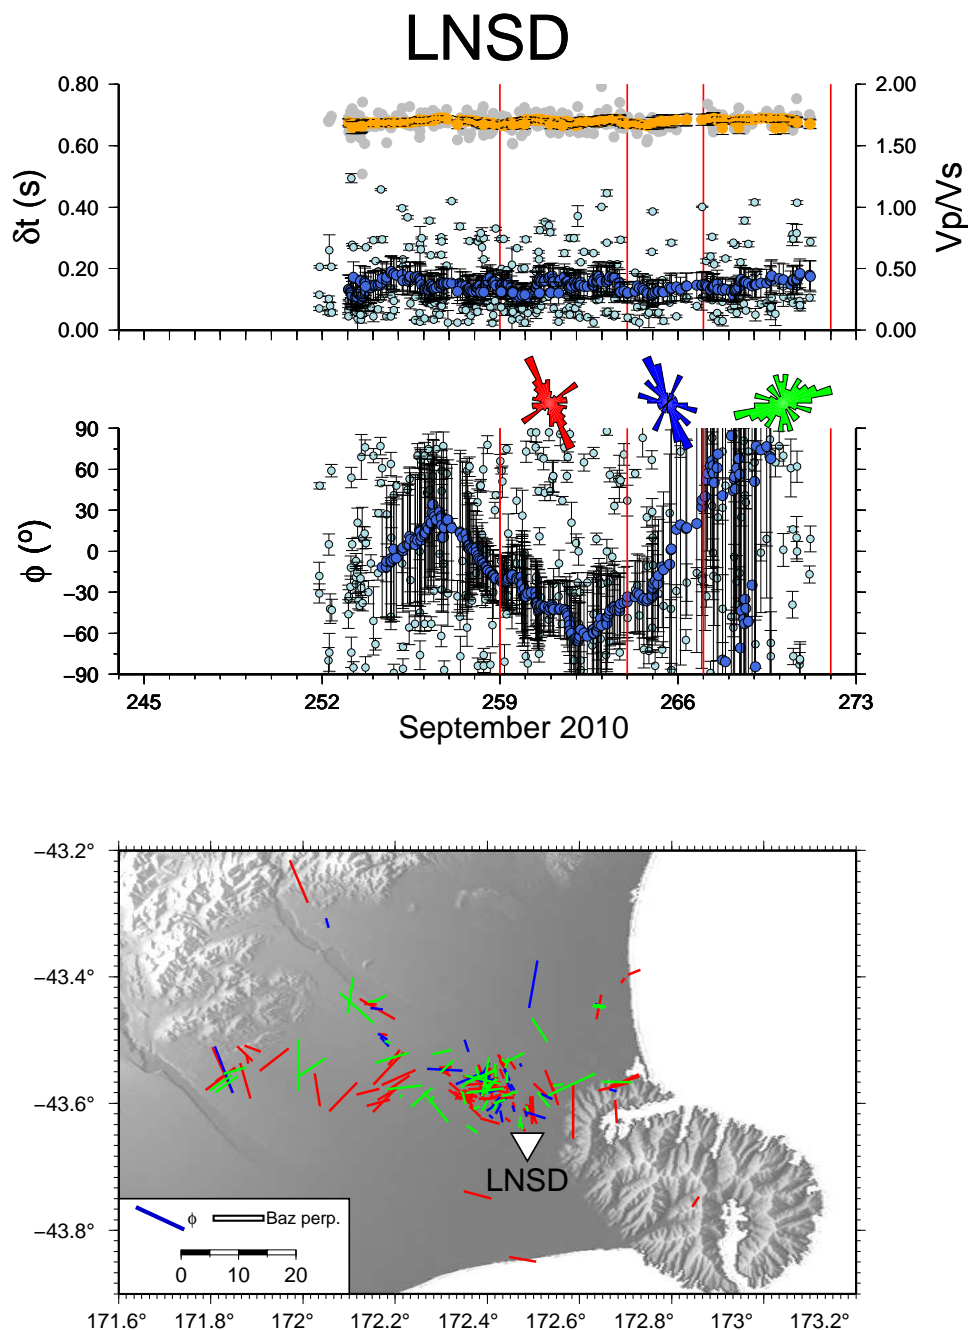 LNSD
0.80
0.60
0.40
0.20
0.00
δt (s)
2.00
1.50
1.00
0.50
0.00
Vp/Vs
90
60
30
0
−30
−60
−90
ϕ (º)
245 252 259 266 273
September 2010
−43.2°
−43.4°
−43.6°
−43.8°
LNSD
ϕ Baz perp.
0 10 20
171.6° 171.8° 172° 172.2° 172.4° 172.6° 172.8° 173° 173.2°